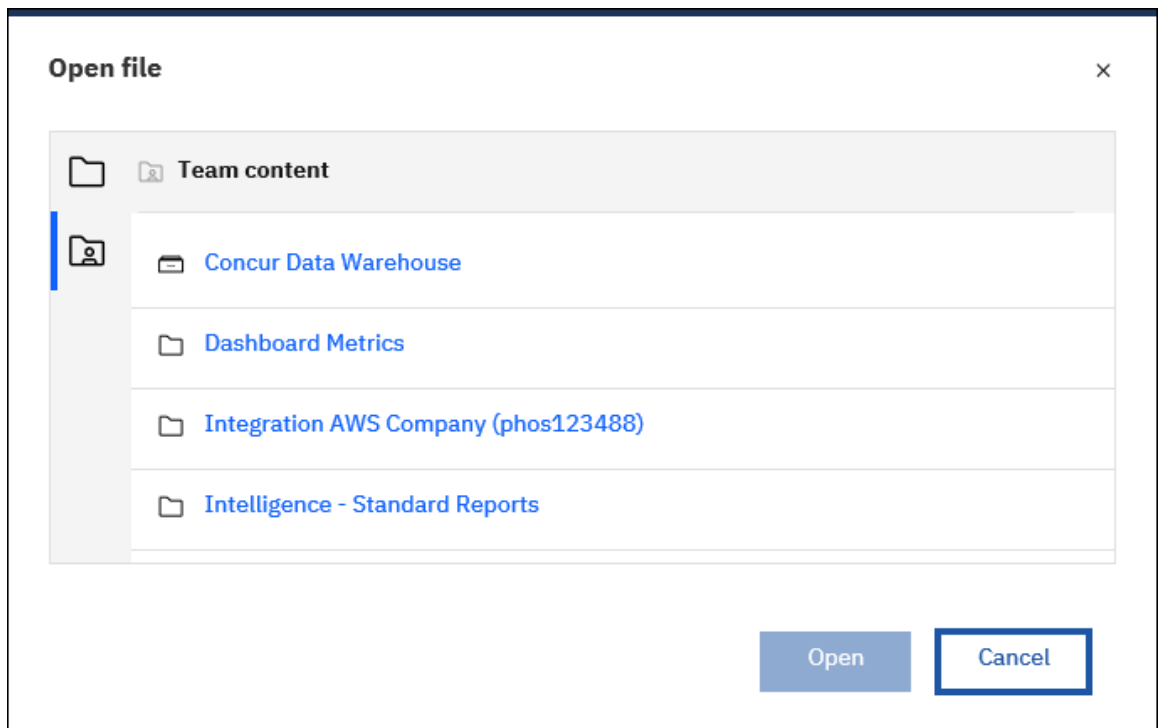 Open file
Team content
Concur Data Warehouse
Dashboard Metrics
Integration AWS Company (phos123488)
Intelligence - Standard Reports
Open
Cancel